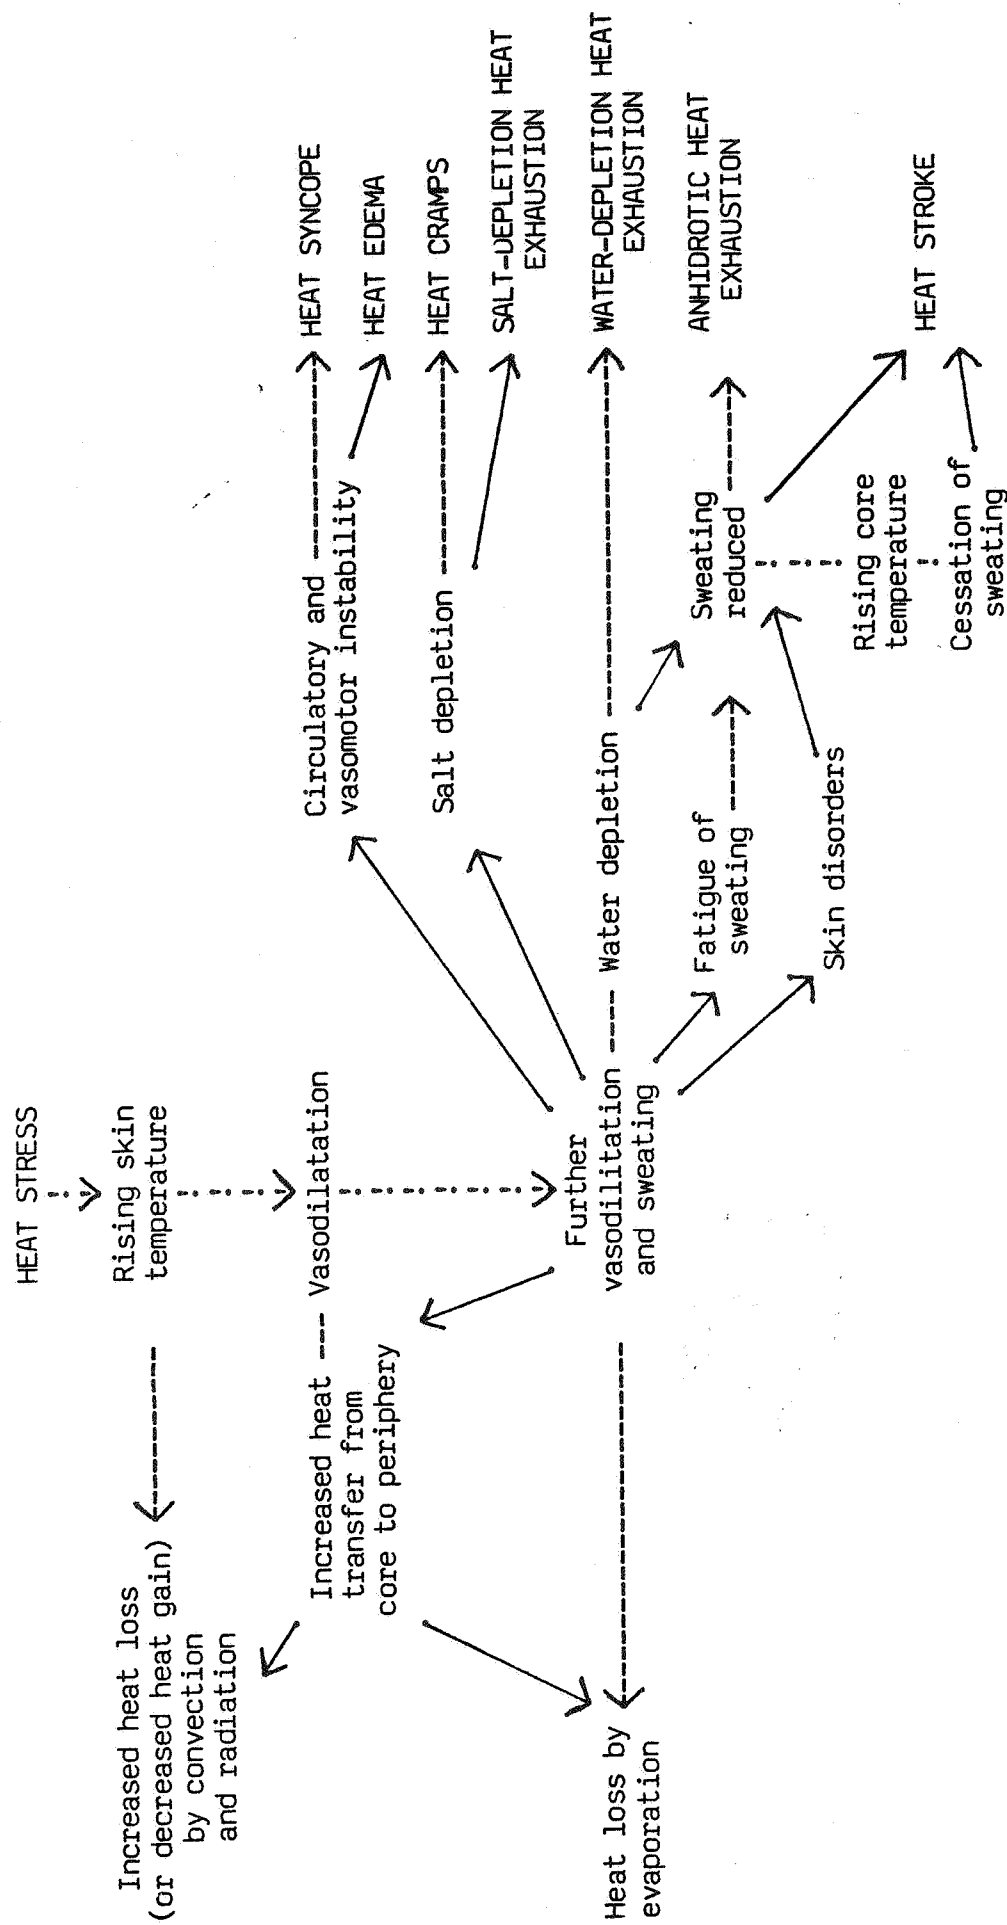 HEAT STRESS
Rising skin
temperature
Increased heat loss
(or decreased heat gain)
by convection
and radiation
Vasodilatation
Increased heat
transfer from
core to periphery
Circulatory and
vasomotor instability
HEAT SYNCOPE
HEAT EDEMA
Salt depletion
HEAT CRAMPS
SALT-DEPLETION HEAT
EXHAUSTION
Further
vasodilitation
and sweating
Heat loss by
evaporation
Water depletion
WATER-DEPLETION HEAT
EXHAUSTION
Fatigue of
sweating
Sweating
reduced
ANHIDROTIC HEAT
EXHAUSTION
Skin disorders
Rising core
temperature
Cessation of
sweating
HEAT STROKE